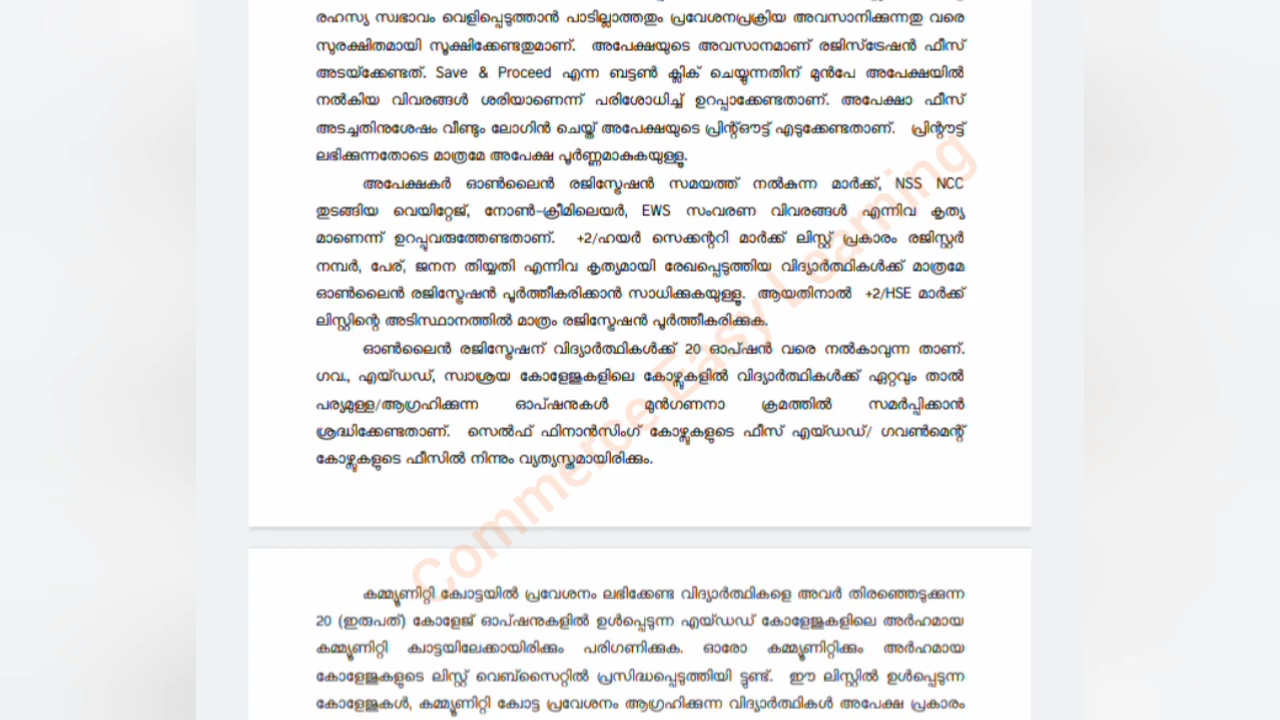 രഹസ്യ സ്വഭാവം വെളിപ്പെടുത്താൻ പാടില്ലാത്തതും പ്രവേശനപ്രക്രിയ അവസാനിക്കുന്നതു വരെ
സുരക്ഷിതമായി സൂക്ഷിക്കേണ്ടതുമാണ്. അപേക്ഷയുടെ അവസാനമാണ് രജിസ്ട്രേഷൻ ഫീസ്
അടയ്ക്കേണ്ടത്. Save & Proceed എന്ന ബട്ടൺ ക്ലിക് ചെയ്യുന്നതിന് മുൻപേ അപേക്ഷയിൽ
നൽകിയ വിവരങ്ങൾ ശരിയാണെന്ന് പരിശോധിച്ച് ഉറപ്പാക്കേണ്ടതാണ്. അപേക്ഷാ ഫീസ്
അടച്ചതിനുശേഷം വീണ്ടും ലോഗിൻ ചെയ്ത് അപേക്ഷയുടെ പ്രിന്റ്ഔട്ട് എടുക്കേണ്ടതാണ്. പ്രിന്റൗട്ട്
ലഭിക്കുന്നതോടെ മാത്രമേ അപേക്ഷ പൂർണ്ണമാകുകയുള്ളൂ.
അപേക്ഷകർ ഓൺലൈൻ രജിസ്ട്രേഷൻ സമയത്ത് നൽകുന്ന മാർക്ക്, NSS NCC
തുടങ്ങിയ വെയിറ്റേജ്, നോൺ-ക്രീമിലെയർ, EWS സംവരണ വിവരങ്ങൾ എന്നിവ കൃത്യ
മാണെന്ന് ഉറപ്പുവരുത്തേണ്ടതാണ്. +2/ഹയർ സെക്കന്ററി മാർക്ക് ലിസ്റ്റ് പ്രകാരം രജിസ്റ്റർ
നമ്പർ, പേര്, ജനന തിയ്യതി എന്നിവ കൃത്യമായി രേഖപ്പെടുത്തിയ വിദ്യാർത്ഥികൾക്ക് മാത്രമേ
ഓൺലൈൻ രജിസ്ട്രേഷൻ പൂർത്തീകരിക്കാൻ സാധിക്കുകയുള്ളൂ. ആയതിനാൽ +2/HSE മാർക്ക്
ലിസ്റ്റിന്റെ അടിസ്ഥാനത്തിൽ മാത്രം രജിസ്ട്രേഷൻ പൂർത്തീകരിക്കുക.
ഓൺലൈൻ രജിസ്ട്രേഷന് വിദ്യാർത്ഥികൾക്ക് 20 ഓപ്ഷൻ വരെ നൽകാവുന്ന താണ്.
ഗവ., എയ്ഡഡ്, സ്വാശ്രയ കോളേജുകളിലെ കോഴ്സുകളിൽ വിദ്യാർത്ഥികൾക്ക് ഏറ്റവും താൽ
പര്യമുള്ള/ആഗ്രഹിക്കുന്ന ഓപ്ഷനുകൾ മുൻഗണനാ ക്രമത്തിൽ സമർപ്പിക്കാൻ
ശ്രദ്ധിക്കേണ്ടതാണ്. സെൽഫ് ഫിനാൻസിംഗ് കോഴ്സുകളുടെ ഫീസ് എയ്ഡഡ്/ ഗവൺമെന്റ്
കോഴ്സുകളുടെ ഫീസിൽ നിന്നും വ്യത്യസ്തമായിരിക്കും.
Commerce Easy Learning
കമ്മ്യൂണിറ്റി ക്വോട്ടയിൽ പ്രവേശനം ലഭിക്കേണ്ട വിദ്യാർത്ഥികളെ അവർ തിരഞ്ഞെടുക്കുന്ന
20 (ഇരുപത്) കോളേജ് ഓപ്ഷനുകളിൽ ഉൾപ്പെടുന്ന എയ്ഡഡ് കോളേജുകളിലെ അർഹമായ
കമ്മ്യൂണിറ്റി ക്വാട്ടയിലേക്കായിരിക്കും പരിഗണിക്കുക. ഓരോ കമ്മ്യൂണിറ്റിക്കും അർഹമായ
കോളേജുകളുടെ ലിസ്റ്റ് വെബ്സൈറ്റിൽ പ്രസിദ്ധപ്പെടുത്തിയി ട്ടുണ്ട്. ഈ ലിസ്റ്റിൽ ഉൾപ്പെടുന്ന
കോളേജുകൾ, കമ്മ്യൂണിറ്റി ക്വോട്ട പ്രവേശനം ആഗ്രഹിക്കുന്ന വിദ്യാർത്ഥികൾ അപേക്ഷ പ്രകാരം